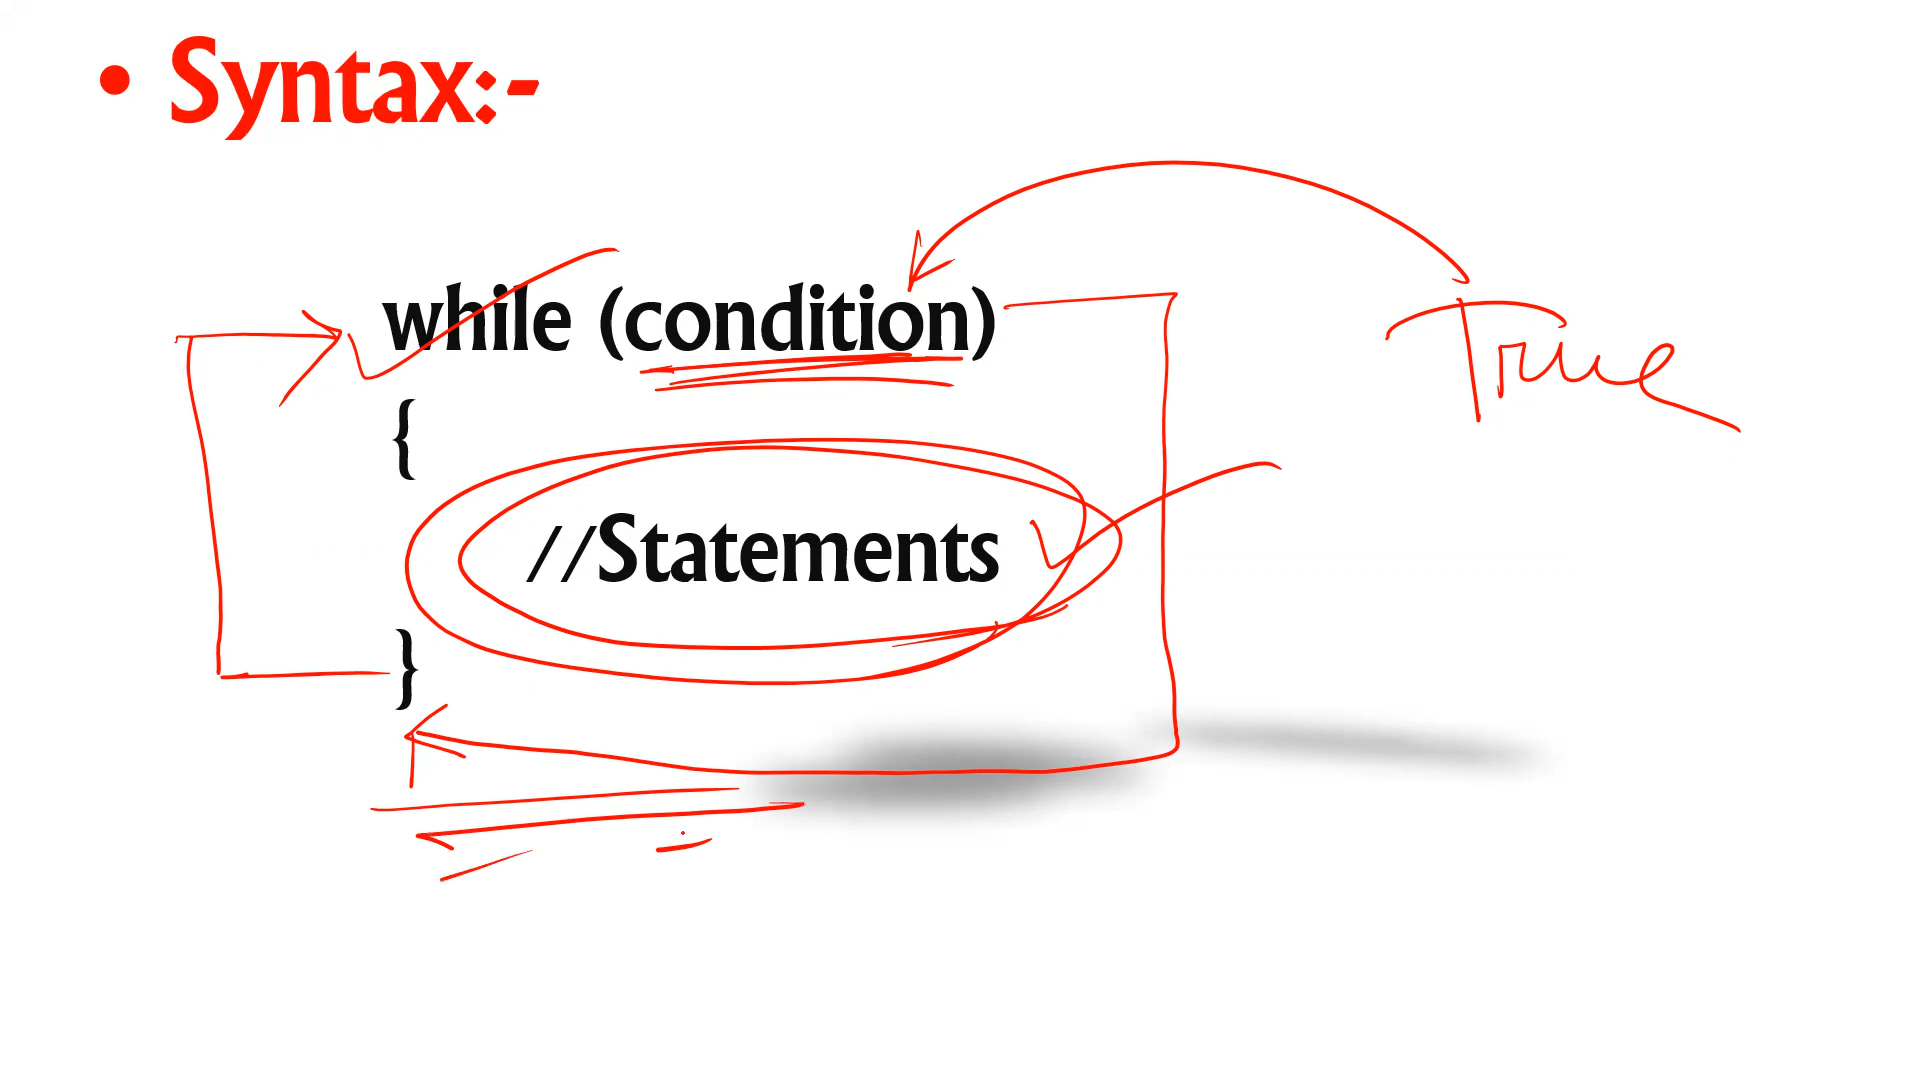 • Syntax:-
while (condition)
True
{
//Statements
}